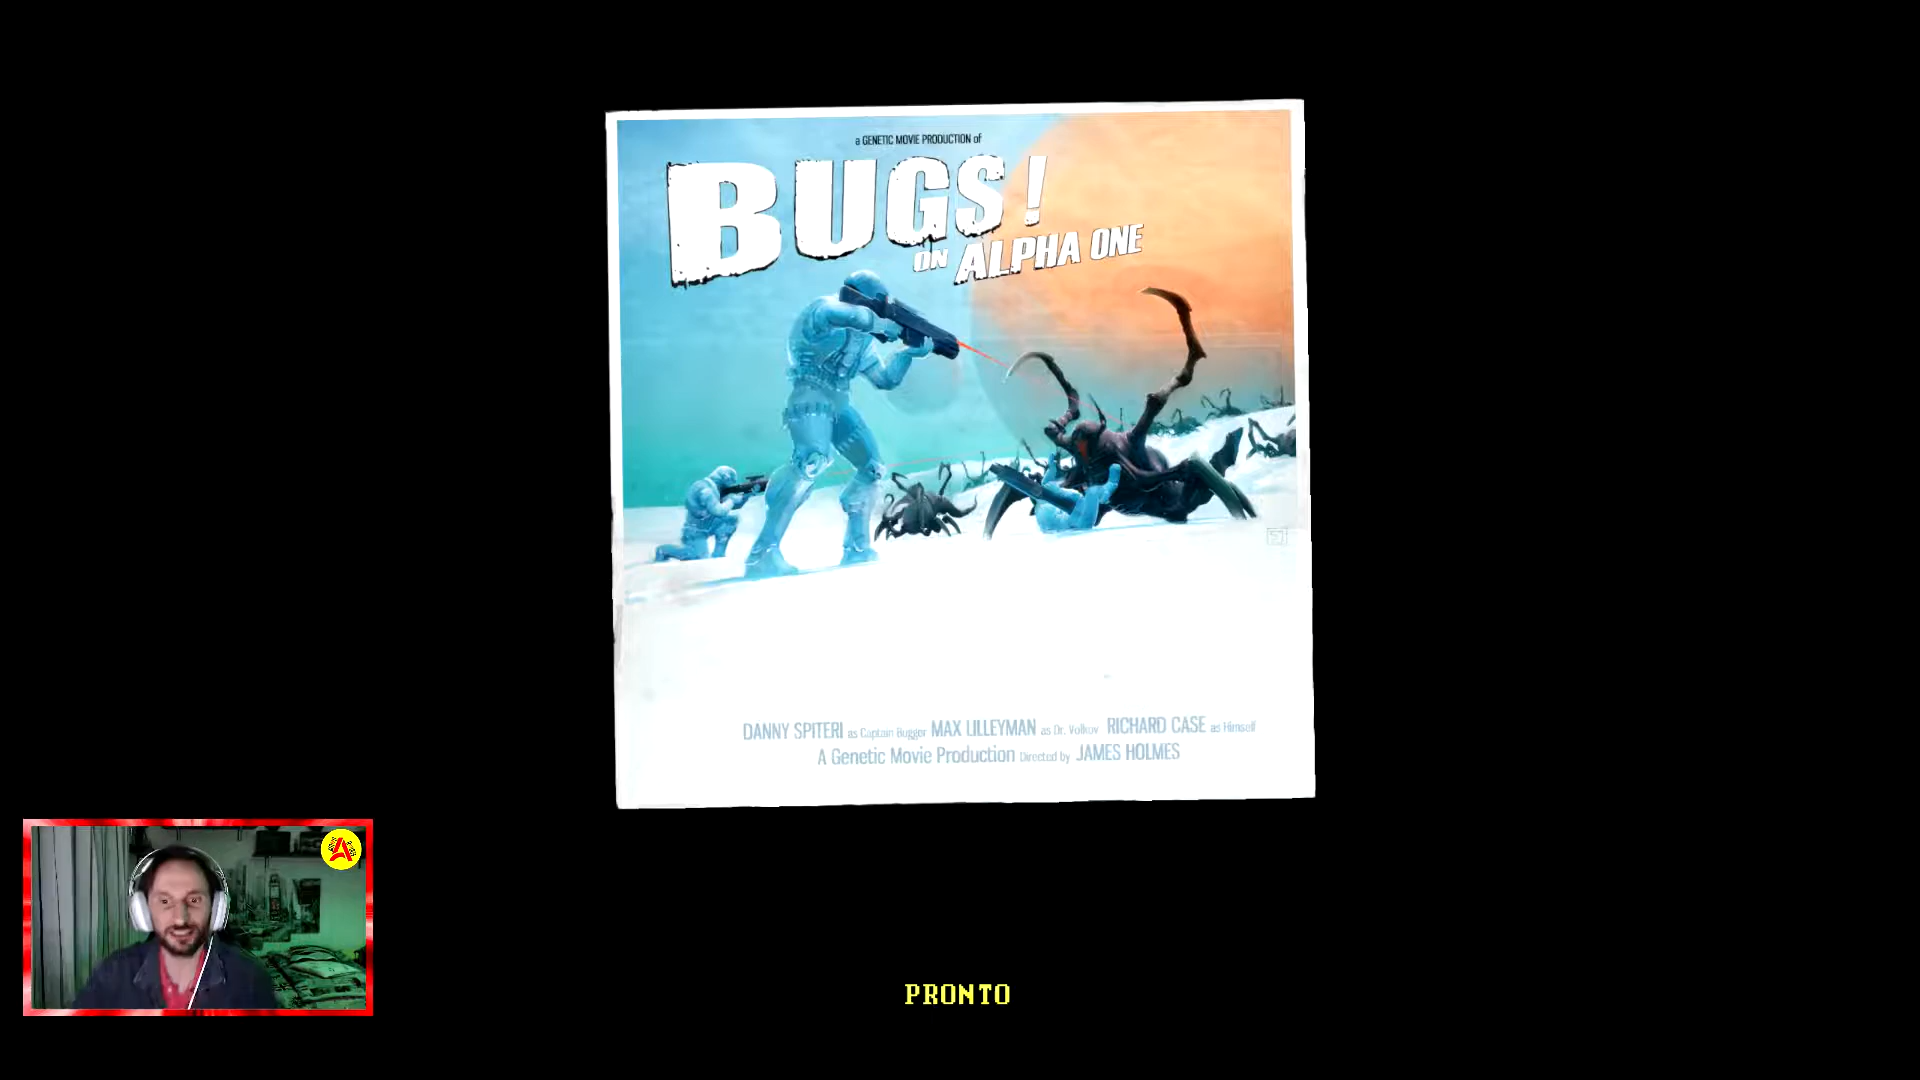 a GENETIC MOVIE PRODUCTION of
BUGS!
ON ALPHA ONE
DANNY SPITERI as Captain Bugger MAX LILLEYMAN as Dr. Volkov RICHARD CASE as Himself
A Genetic Movie Production Directed by JAMES HOLMES
PRONTO